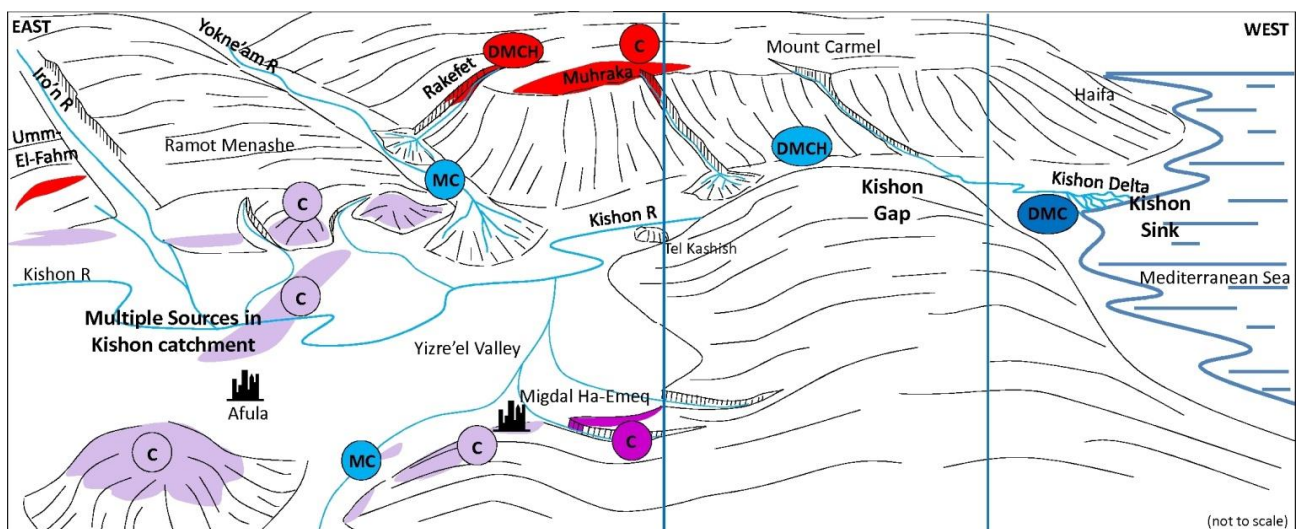 EAST
WEST
Yokne'am R
Iro'n R
DMCH
C
Rakefet
Muhraka
Mount Carmel
Haifa
Umm-
El-Fahm
Ramot Menashe
MC
DMCH
C
Kishon R
Kishon
Gap
Kishon Delta
DMC
Kishon
Sink
Tel Kashish
Kishon R
C
Mediterranean Sea
Multiple Sources in
Kishon catchment
Yizre'el Valley
Afula
Migdal Ha-Emeq
C
C
C
MC
(not to scale)